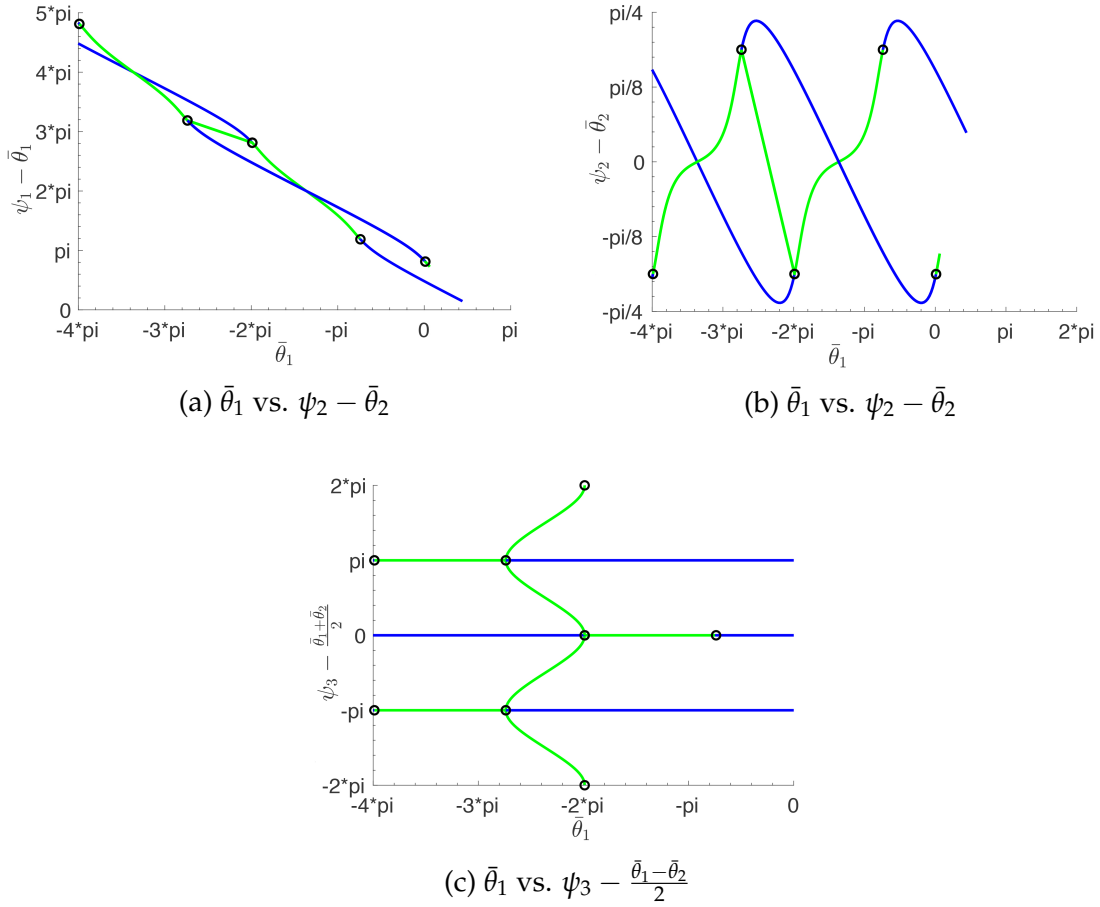 5*pi
4*pi
3*pi
2*pi
pi
0
ψ₁ − θ̄₁
-4*pi -3*pi -2*pi -pi 0 pi
θ̄₁
(a) θ̄₁ vs. ψ₂ − θ̄₂
pi/4
pi/8
0
-pi/8
-pi/4
ψ₂ − θ̄₂
-4*pi -3*pi -2*pi -pi 0 pi 2*pi
θ̄₁
(b) θ̄₁ vs. ψ₂ − θ̄₂
2*pi
pi
0
-pi
-2*pi
ψ₃ − (θ̄₁+θ̄₂)/2
-4*pi -3*pi -2*pi -pi 0
θ̄₁
(c) θ̄₁ vs. ψ₃ − (θ̄₁−θ̄₂)/2